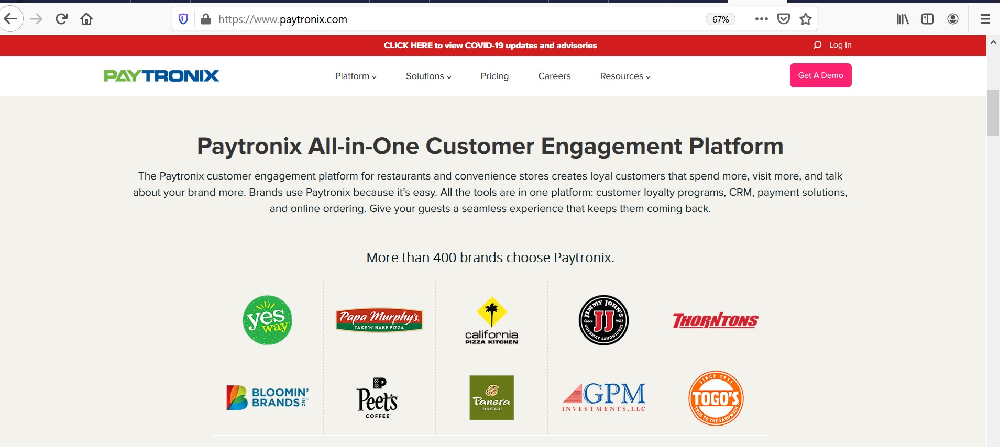 https://www.paytronix.com
67%
CLICK HERE to view COVID-19 updates and advisories
Log In
PAYTRONIX
Platform
Solutions
Pricing
Careers
Resources
Get A Demo
Paytronix All-in-One Customer Engagement Platform
The Paytronix customer engagement platform for restaurants and convenience stores creates loyal customers that spend more, visit more, and talk
about your brand more. Brands use Paytronix because it’s easy. All the tools are in one platform: customer loyalty programs, CRM, payment solutions,
and online ordering. Give your guests a seamless experience that keeps them coming back.
More than 400 brands choose Paytronix.
yes
way
Papa Murphy's
TAKE 'N' BAKE PIZZA
california
PIZZA KITCHEN
JIMMY JOHN'S
Since 1983
JJ
GOURMET SANDWICHES
THORNTONS
BLOOMIN'
BRANDS INC
P
Peet's
COFFEE
Panera
BREAD
GPM
INVESTMENTS, LLC
SINCE 1971
TOGO'S
TRUE TO THE SANDWICH